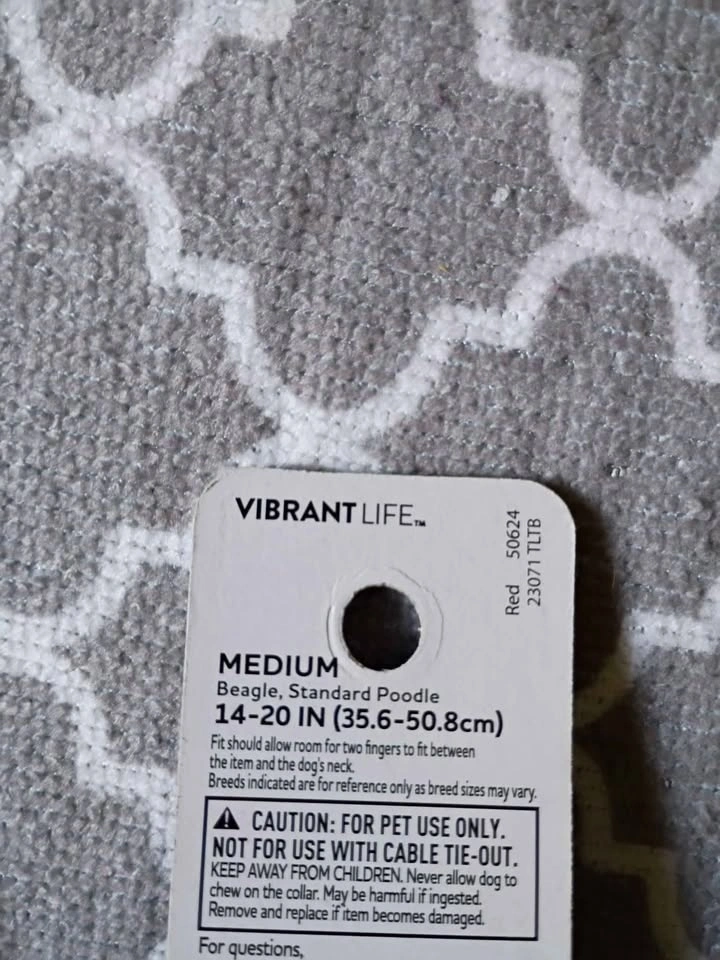 VIBRANT LIFE™
Red 50624
23071 TLTB
MEDIUM
Beagle, Standard Poodle
14-20 IN (35.6-50.8cm)
Fit should allow room for two fingers to fit between
the item and the dog's neck.
Breeds indicated are for reference only as breed sizes may vary.
CAUTION: FOR PET USE ONLY.
NOT FOR USE WITH CABLE TIE-OUT.
KEEP AWAY FROM CHILDREN. Never allow dog to
chew on the collar. May be harmful if ingested.
Remove and replace if item becomes damaged.
For questions,